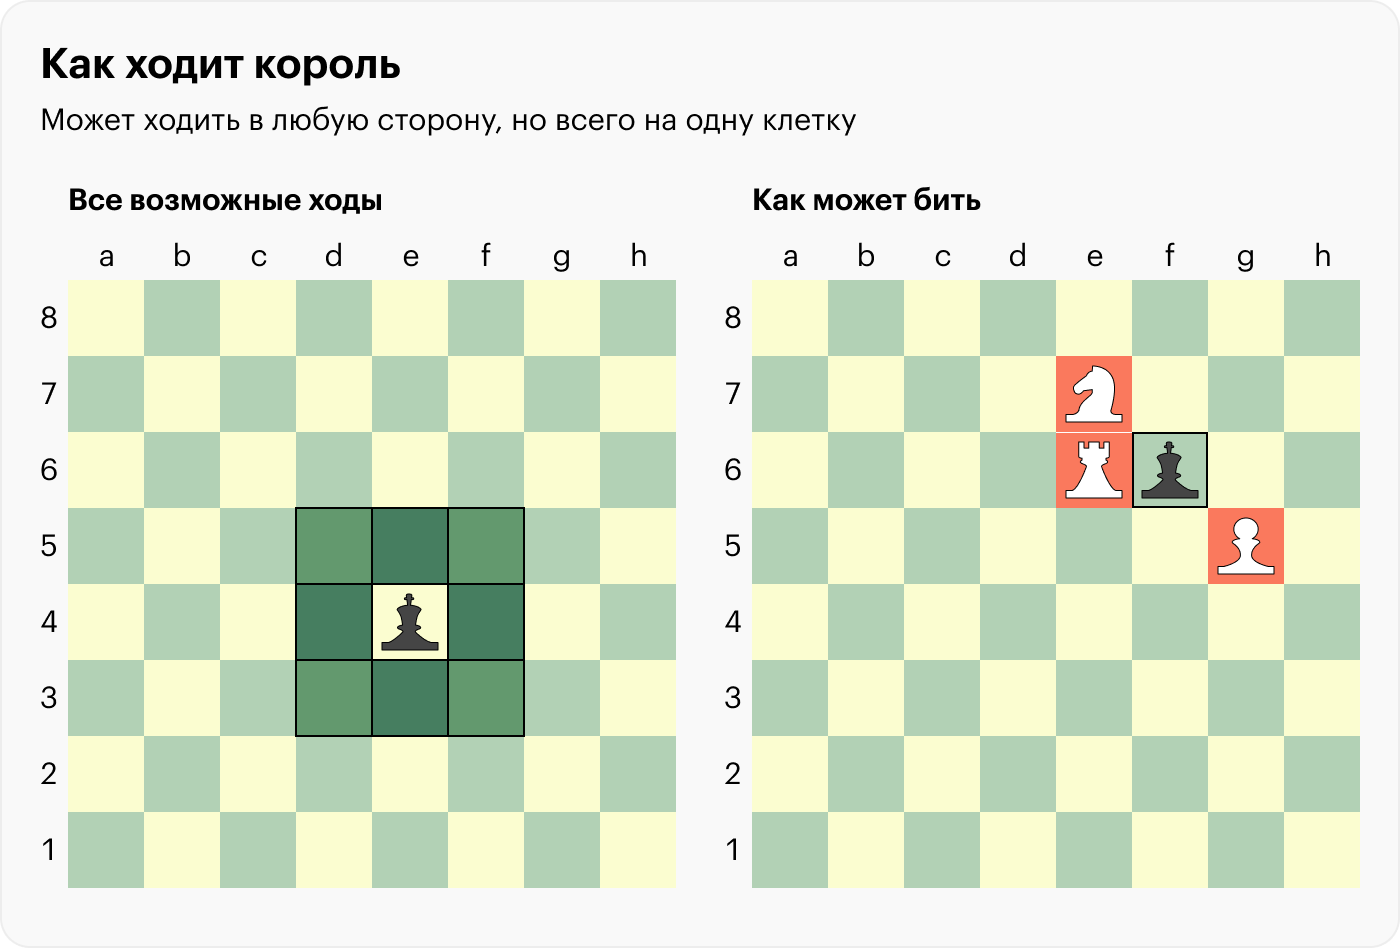 Как ходит король
Может ходить в любую сторону, но всего на одну клетку
Все возможные ходы
a b c d e f g h
8
7
6
5
4
3
2
1
Как может бить
a b c d e f g h
8
7
6
5
4
3
2
1